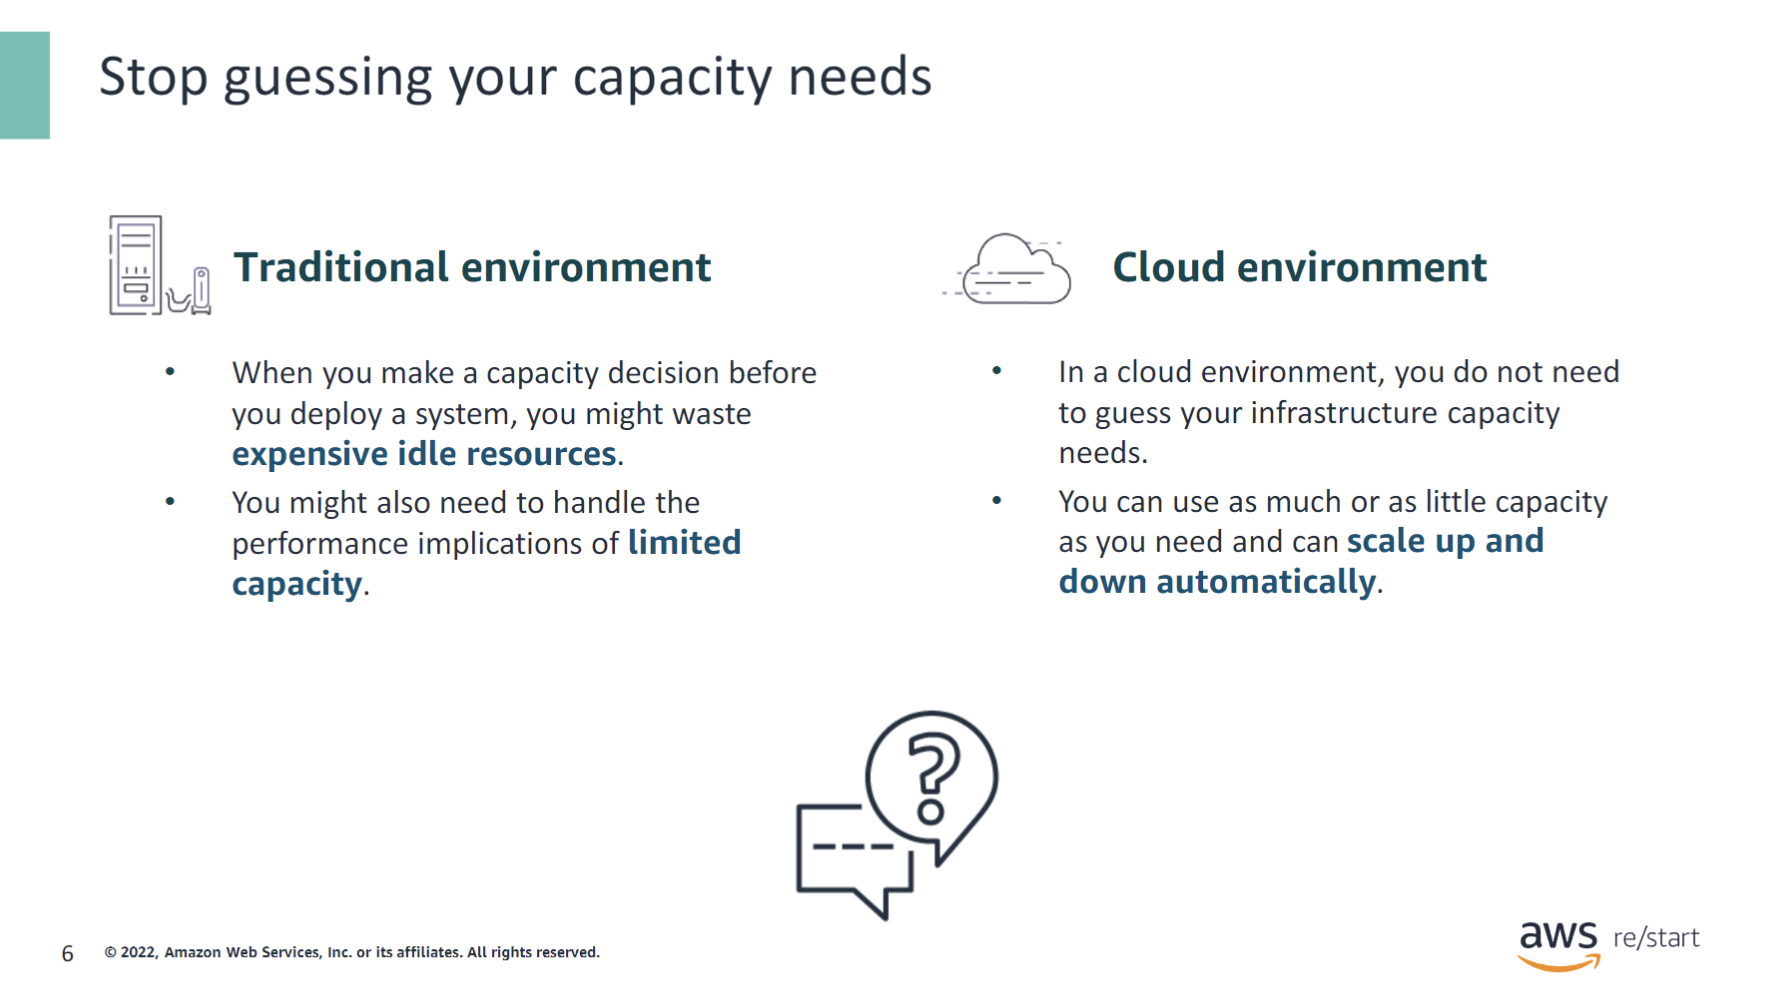 Stop guessing your capacity needs
Traditional environment
• When you make a capacity decision before
you deploy a system, you might waste
expensive idle resources.
• You might also need to handle the
performance implications of limited
capacity.
Cloud environment
• In a cloud environment, you do not need
to guess your infrastructure capacity
needs.
• You can use as much or as little capacity
as you need and can scale up and
down automatically.
?
6 © 2022, Amazon Web Services, Inc. or its affiliates. All rights reserved.
aws re/start